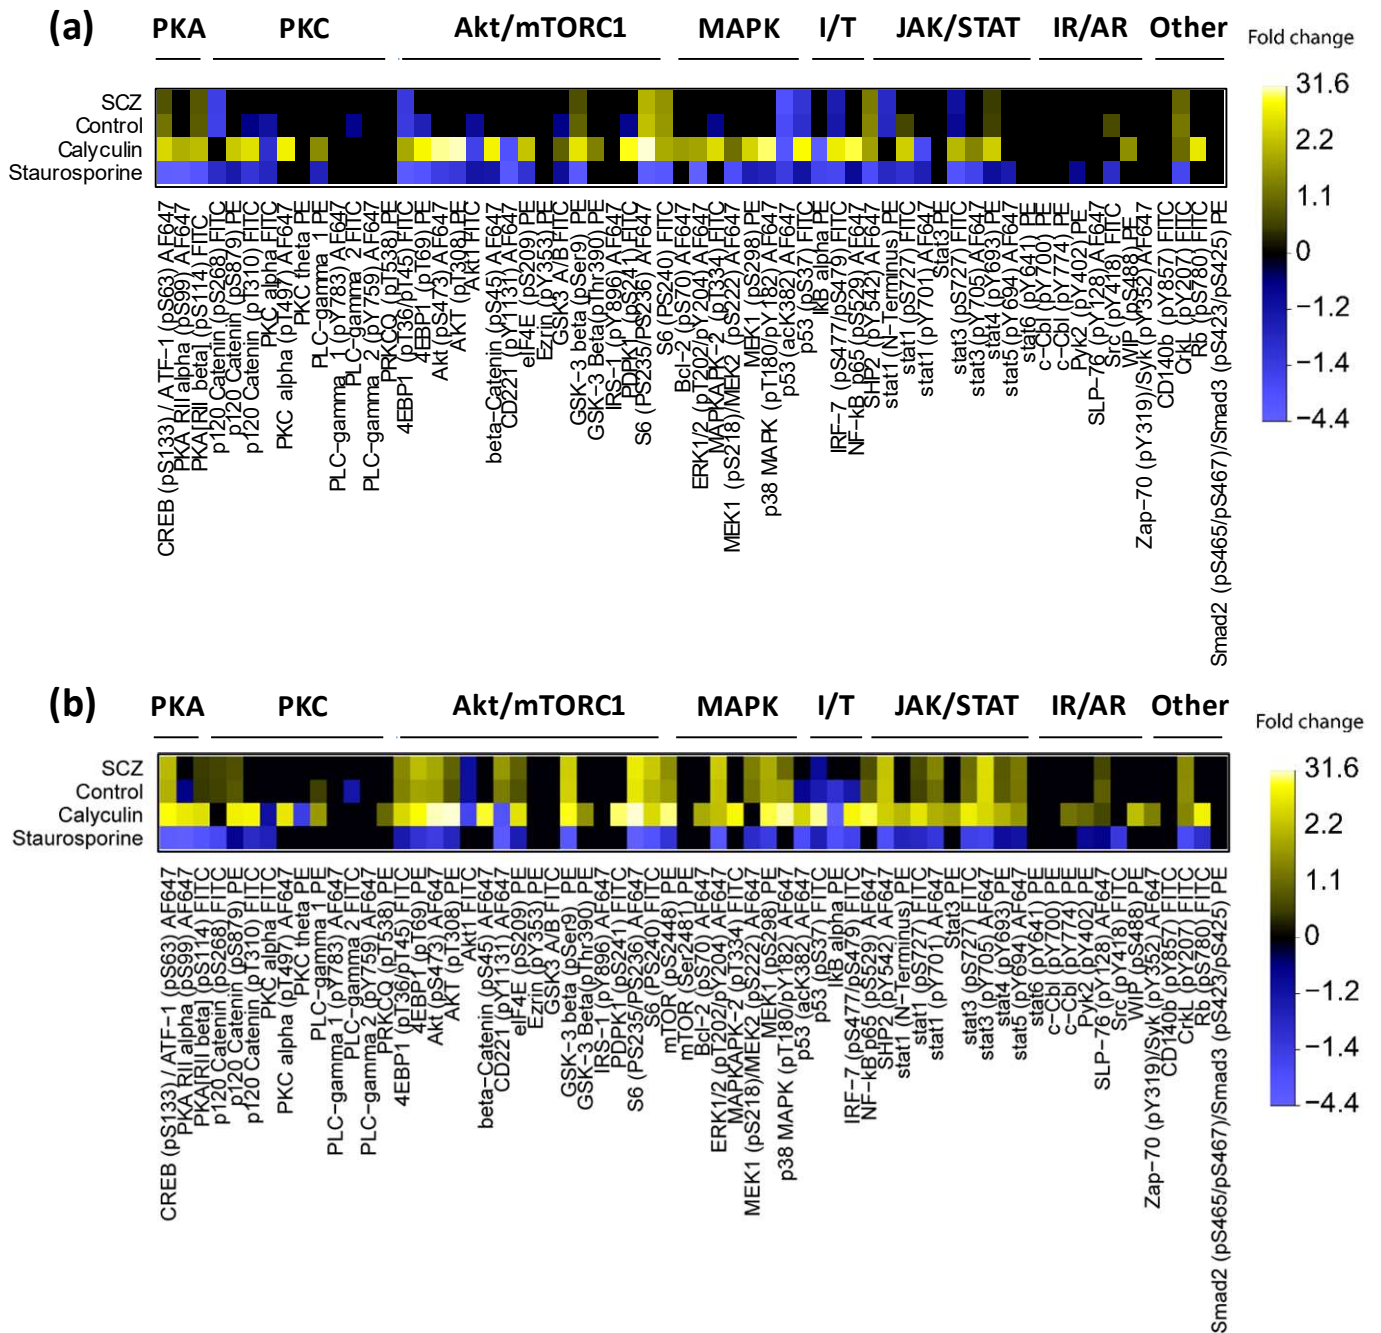 (a)
PKA PKC Akt/mTORC1 MAPK I/T JAK/STAT IR/AR Other
Fold change
SCZ
Control
Calyculin
Staurosporine
31.6
2.2
1.1
0
−1.2
−1.4
−4.4
CREB (pS133) / ATF−1 (pS63) AF647
PKA RII alpha (pS99) AF647
PKA[RII beta] (pS114) FITC
p120 Catenin (pS268) FITC
p120 Catenin (pS879) PE
p120 Catenin (pT310) FITC
PKC alpha FITC
PKC alpha (pT497) AF647
PKC theta PE
PLC−gamma 1 PE
PLC−gamma 1 (pY783) AF647
PLC−gamma 2 FITC
PLC−gamma 2 (pY759) AF647
PRKCQ (pT538) PE
4EBP1 (pT36/pT45) FITC
4EBP1 (pT69) PE
Akt (pS473) AF647
AKT (pT308) PE
Akt1 FITC
beta−Catenin (pS45) AF647
CD221 (pY1131) AF647
eIF4E (pS209) PE
Ezrin (pY353) PE
GSK3 A/B FITC
GSK−3 beta (pSer9) PE
GSK−3 Beta(pThr390) PE
IRS−1 (pY896) AF647
PDPK1 (pS241) FITC
S6 (PS235/PS236) AF647
S6 (PS240) FITC
Bcl−2 (pS70) AF647
ERK1/2 (pT202/pY204) AF647
MAPKAPK−2 (pT334) FITC
MEK1 (pS218)/MEK2 (pS222) AF647
MEK1 (pS298) PE
p38 MAPK (pT180/pY182) AF647
p53 (acK382) AF647
p53 (pS37) FITC
IkB alpha PE
IRF−7 (pS477/pS479) FITC
NF−kB p65 (pS529) AF647
SHP2 (pY542) AF647
stat1 (N−Terminus) PE
stat1 (pS727) FITC
stat1 (pY701) AF647
Stat3 PE
stat3 (pS727) FITC
stat3 (pY705) AF647
stat4 (pY693) PE
stat5 (pY694) AF647
stat6 (pY641) PE
c−Cbl (pY700) PE
c−Cbl (pY774) PE
Pyk2 (pY402) PE
SLP−76 (pY128) AF647
Src (pY418) FITC
WIP (pS488) PE
Zap−70 (pY319)/Syk (pY352) AF647
CD140b (pY857) FITC
CrkL (pY207) FITC
Rb (pS780) FITC
Smad2 (pS465/pS467)/Smad3 (pS423/pS425) PE
(b)
PKA PKC Akt/mTORC1 MAPK I/T JAK/STAT IR/AR Other
Fold change
SCZ
Control
Calyculin
Staurosporine
31.6
2.2
1.1
0
−1.2
−1.4
−4.4
CREB (pS133) / ATF−1 (pS63) AF647
PKA RII alpha (pS99) AF647
PKA[RII beta] (pS114) FITC
p120 Catenin (pS268) FITC
p120 Catenin (pS879) PE
p120 Catenin (pT310) FITC
PKC alpha FITC
PKC alpha (pT497) AF647
PKC theta PE
PLC−gamma 1 PE
PLC−gamma 1 (pY783) AF647
PLC−gamma 2 FITC
PLC−gamma 2 (pY759) AF647
PRKCQ (pT538) PE
4EBP1 (pT36/pT45) FITC
4EBP1 (pT69) PE
Akt (pS473) AF647
AKT (pT308) PE
Akt1 FITC
beta−Catenin (pS45) AF647
CD221 (pY1131) AF647
eIF4E (pS209) PE
Ezrin (pY353) PE
GSK3 A/B FITC
GSK−3 beta (pSer9) PE
GSK−3 Beta(pThr390) PE
IRS−1 (pY896) AF647
PDPK1 (pS241) FITC
S6 (PS235/PS236) AF647
S6 (PS240) FITC
mTOR (pS2448) PE
mTOR (Ser2481) PE
Bcl−2 (pS70) AF647
ERK1/2 (pT202/pY204) AF647
MAPKAPK−2 (pT334) FITC
MEK1 (pS218)/MEK2 (pS222) AF647
MEK1 (pS298) PE
p38 MAPK (pT180/pY182) AF647
p53 (acK382) AF647
p53 (pS37) FITC
IkB alpha PE
IRF−7 (pS477/pS479) FITC
NF−kB p65 (pS529) AF647
SHP2 (pY542) AF647
stat1 (N−Terminus) PE
stat1 (pS727) FITC
stat1 (pY701) AF647
Stat3 PE
stat3 (pS727) FITC
stat3 (pY705) AF647
stat4 (pY693) PE
stat5 (pY694) AF647
stat6 (pY641) PE
c−Cbl (pY700) PE
c−Cbl (pY774) PE
Pyk2 (pY402) PE
SLP−76 (pY128) AF647
Src (pY418) FITC
WIP (pS488) PE
Zap−70 (pY319)/Syk (pY352) AF647
CD140b (pY857) FITC
CrkL (pY207) FITC
Rb (pS780) FITC
Smad2 (pS465/pS467)/Smad3 (pS423/pS425) PE